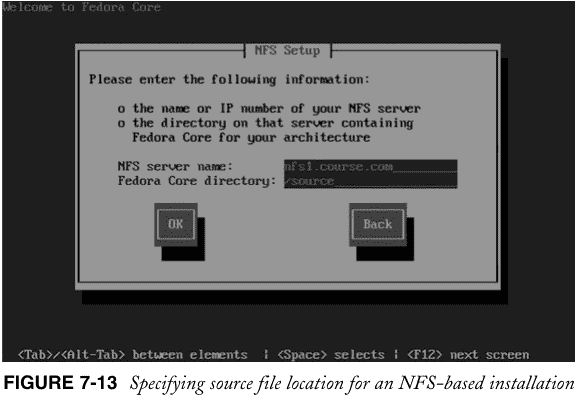 Welcome to Fedora Core
NFS Setup
Please enter the following information:
o the name or IP number of your NFS server
o the directory on that server containing
Fedora Core for your architecture
NFS server name: nfs1.course.com
Fedora Core directory: /source
OK Back
<Tab>/<Alt-Tab> between elements | <Space> selects | <F12> next screen
FIGURE 7-13 Specifying source file location for an NFS-based installation